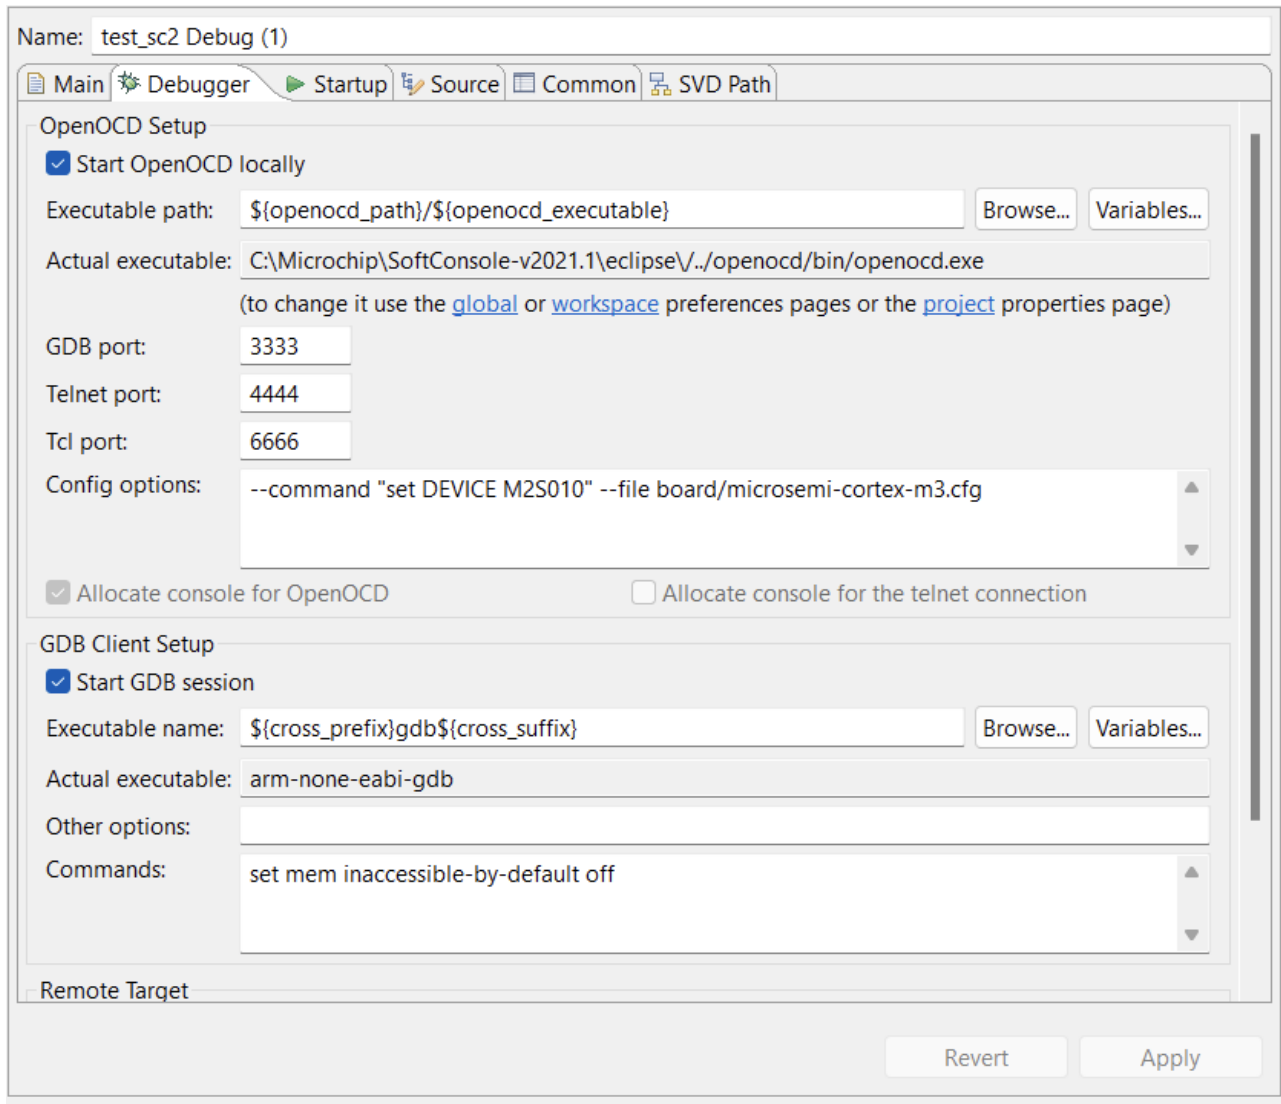 Name: test_sc2 Debug (1)
Main Debugger Startup Source Common SVD Path
OpenOCD Setup
Start OpenOCD locally
Executable path: ${openocd_path}/${openocd_executable} Browse... Variables...
Actual executable: C:\Microchip\SoftConsole-v2021.1\eclipse\/../openocd/bin/openocd.exe
(to change it use the global or workspace preferences pages or the project properties page)
GDB port: 3333
Telnet port: 4444
Tcl port: 6666
Config options: --command "set DEVICE M2S010" --file board/microsemi-cortex-m3.cfg
Allocate console for OpenOCD Allocate console for the telnet connection
GDB Client Setup
Start GDB session
Executable name: ${cross_prefix}gdb${cross_suffix} Browse... Variables...
Actual executable: arm-none-eabi-gdb
Other options:
Commands: set mem inaccessible-by-default off
Remote Target
Revert Apply